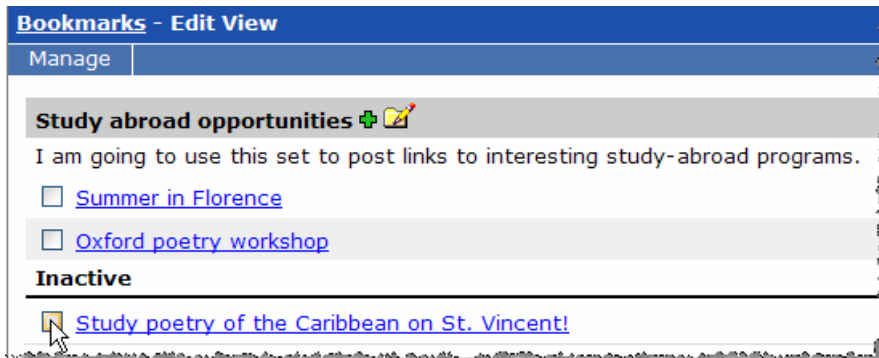 Bookmarks - Edit View
Manage
Study abroad opportunities
I am going to use this set to post links to interesting study-abroad programs.
Summer in Florence
Oxford poetry workshop
Inactive
Study poetry of the Caribbean on St. Vincent!